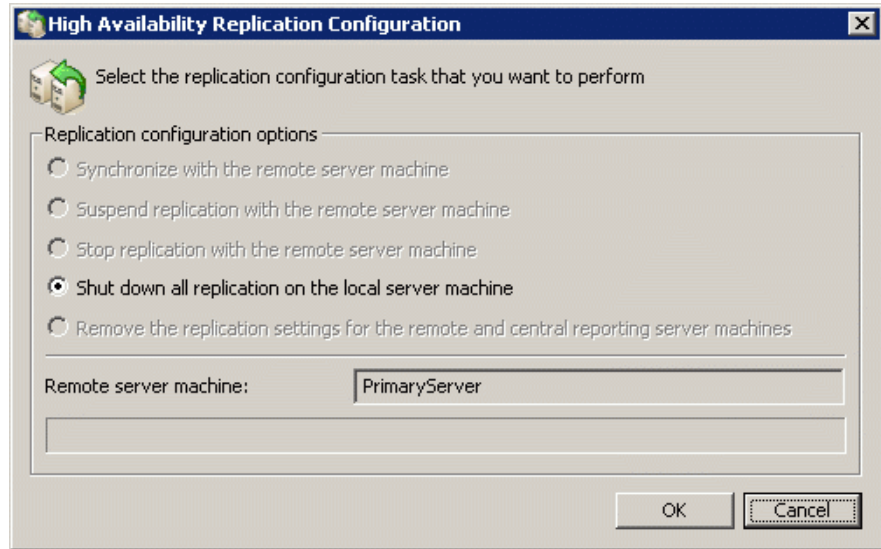 High Availability Replication Configuration
Select the replication configuration task that you want to perform
Replication configuration options
Synchronize with the remote server machine
Suspend replication with the remote server machine
Stop replication with the remote server machine
Shut down all replication on the local server machine
Remove the replication settings for the remote and central reporting server machines
Remote server machine: PrimaryServer
OK Cancel